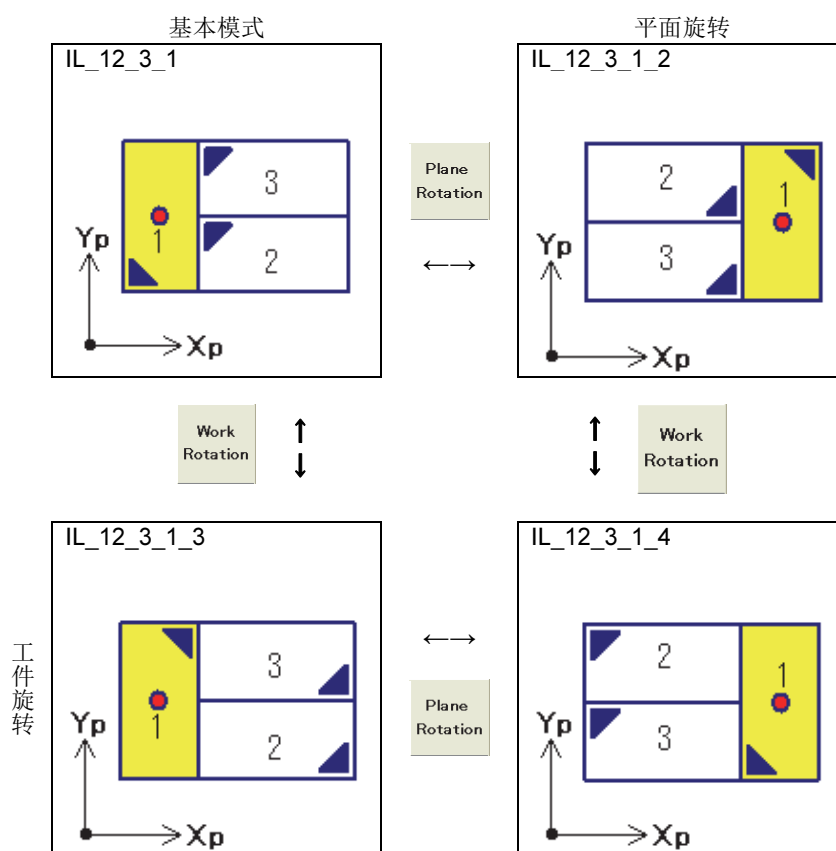 基本模式
平面旋转
IL_12_3_1
3
1
2
Yp
Xp
Plane
Rotation
←→
IL_12_3_1_2
2
1
3
Yp
Xp
Work
Rotation
↑
↓
↑
↓
Work
Rotation
工件旋转
IL_12_3_1_3
3
1
2
Yp
Xp
←→
Plane
Rotation
IL_12_3_1_4
2
1
3
Yp
Xp